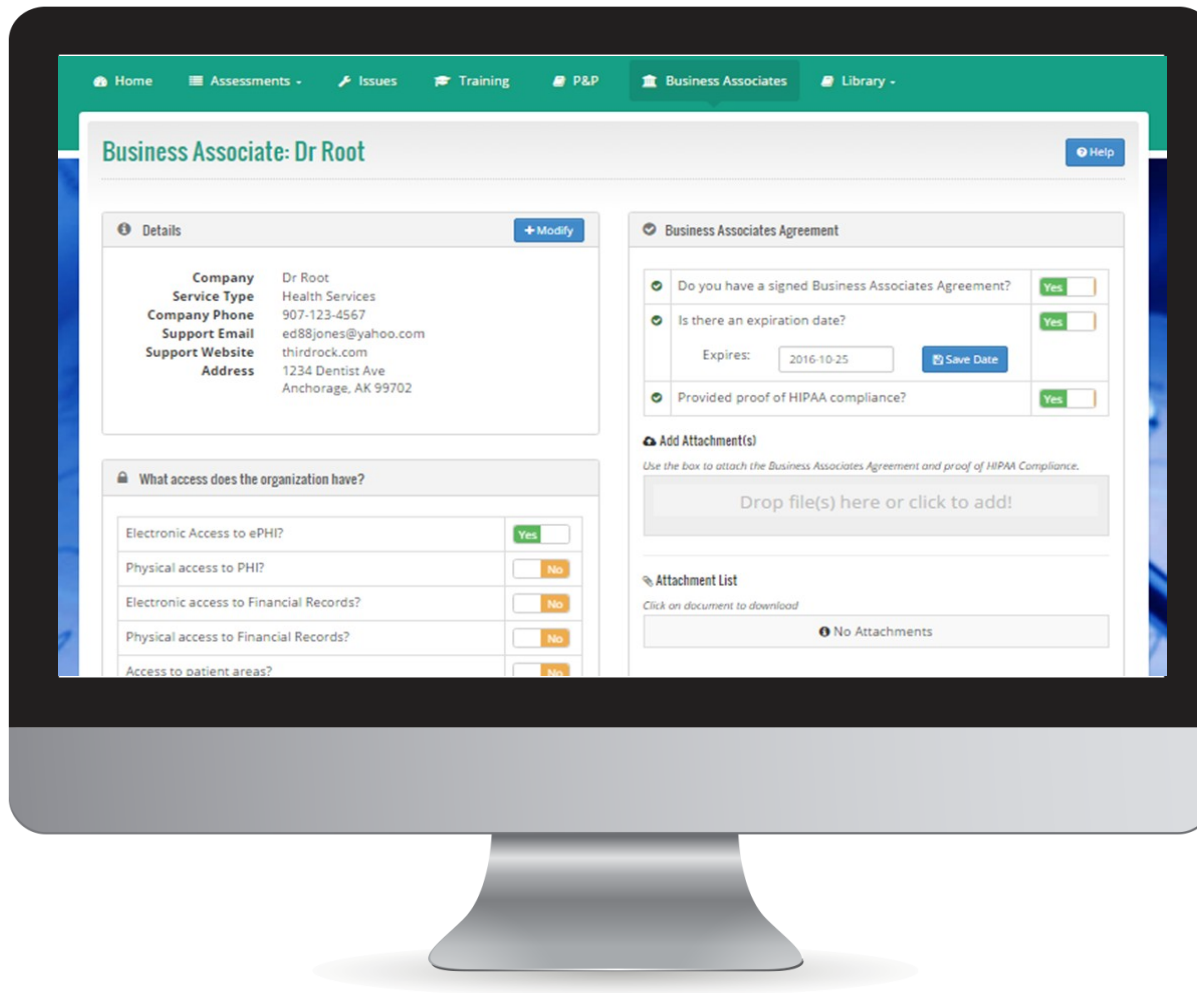 Home Assessments Issues Training P&P Business Associates Library
Business Associate: Dr Root
Help
Details
Modify
Company Dr Root
Service Type Health Services
Company Phone 907-123-4567
Support Email ed88jones@yahoo.com
Support Website thirdrock.com
Address 1234 Dentist Ave
Anchorage, AK 99702
What access does the organization have?
Electronic Access to ePHI? Yes
Physical access to PHI? No
Electronic access to Financial Records? No
Physical access to Financial Records? No
Access to patient areas? No
Business Associates Agreement
Do you have a signed Business Associates Agreement? Yes
Is there an expiration date? Yes
Expires: 2016-10-25 Save Date
Provided proof of HIPAA compliance? Yes
Add Attachment(s)
Use the box to attach the Business Associates Agreement and proof of HIPAA Compliance.
Drop file(s) here or click to add!
Attachment List
Click on document to download
No Attachments